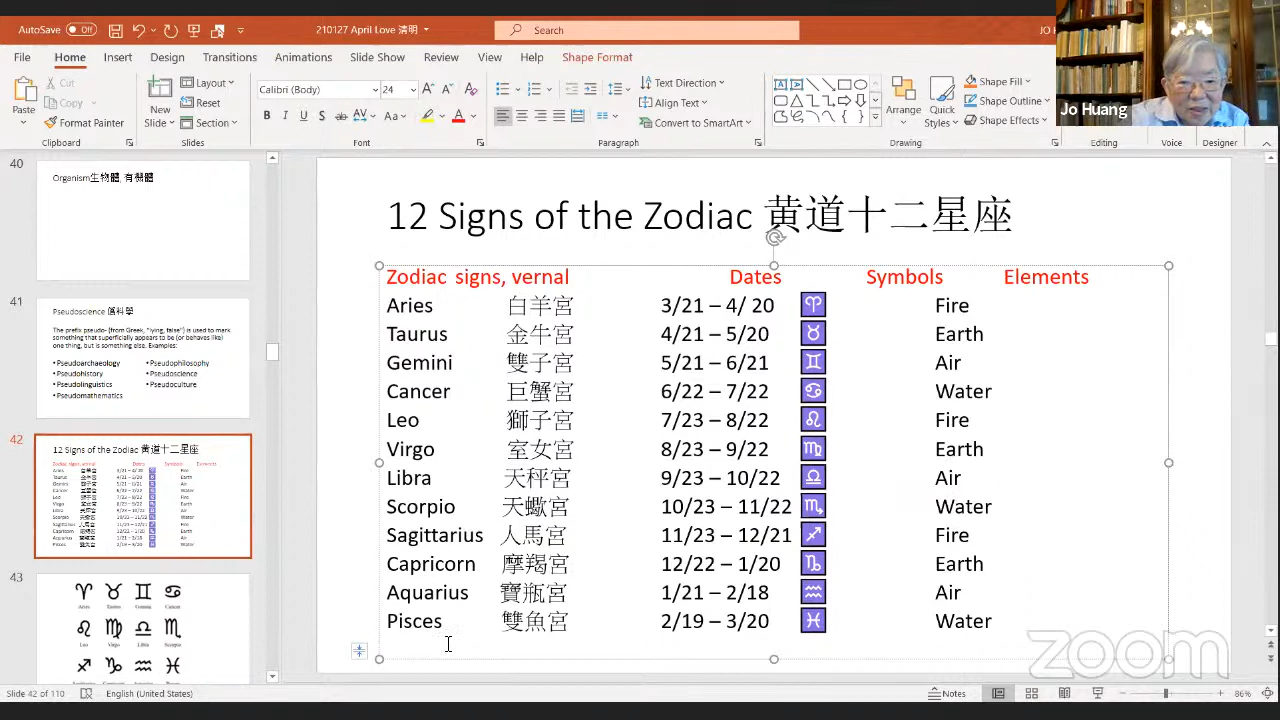 AutoSave Off 210127 April Love 清明 Search JO H
File Home Insert Design Transitions Animations Slide Show Review View Help Shape Format
Paste Cut Copy Format Painter
New Slide Layout Reset Section
Calibri (Body) 24
Text Direction Align Text Convert to SmartArt
Arrange Quick Styles Shape Fill Shape Outline Shape Effects
Jo Huang
Clipboard Slides Font Paragraph Drawing Editing Voice Designer
40
Organism生物體, 有機體
41
Pseudoscience 僞科學
The prefix pseudo- (from Greek, "lying, false") is used to mark
something that superficially appears to be (or behaves like)
one thing, but is something else. Examples:
• Pseudoarchaeology • Pseudophilosophy
• Pseudohistory • Pseudoscience
• Pseudolinguistics • Pseudoculture
• Pseudomathematics
42
12 Signs of the Zodiac 黄道十二星座
Zodiac signs, vernal Dates Symbols Elements
43
Aries Taurus Gemini Cancer
Leo Virgo Libra Scorpio
12 Signs of the Zodiac 黄道十二星座
Zodiac signs, vernal Dates Symbols Elements
Aries 白羊宮 3/21 – 4/ 20 ♈ Fire
Taurus 金牛宮 4/21 – 5/20 ♉ Earth
Gemini 雙子宮 5/21 – 6/21 ♊ Air
Cancer 巨蟹宮 6/22 – 7/22 ♋ Water
Leo 獅子宮 7/23 – 8/22 ♌ Fire
Virgo 室女宮 8/23 – 9/22 ♍ Earth
Libra 天秤宮 9/23 – 10/22 ♎ Air
Scorpio 天蠍宮 10/23 – 11/22 ♏ Water
Sagittarius 人馬宮 11/23 – 12/21 ♐ Fire
Capricorn 摩羯宮 12/22 – 1/20 ♑ Earth
Aquarius 寶瓶宮 1/21 – 2/18 ♒ Air
Pisces 雙魚宮 2/19 – 3/20 ♓ Water
zoom
Slide 42 of 110 English (United States) Notes 86%